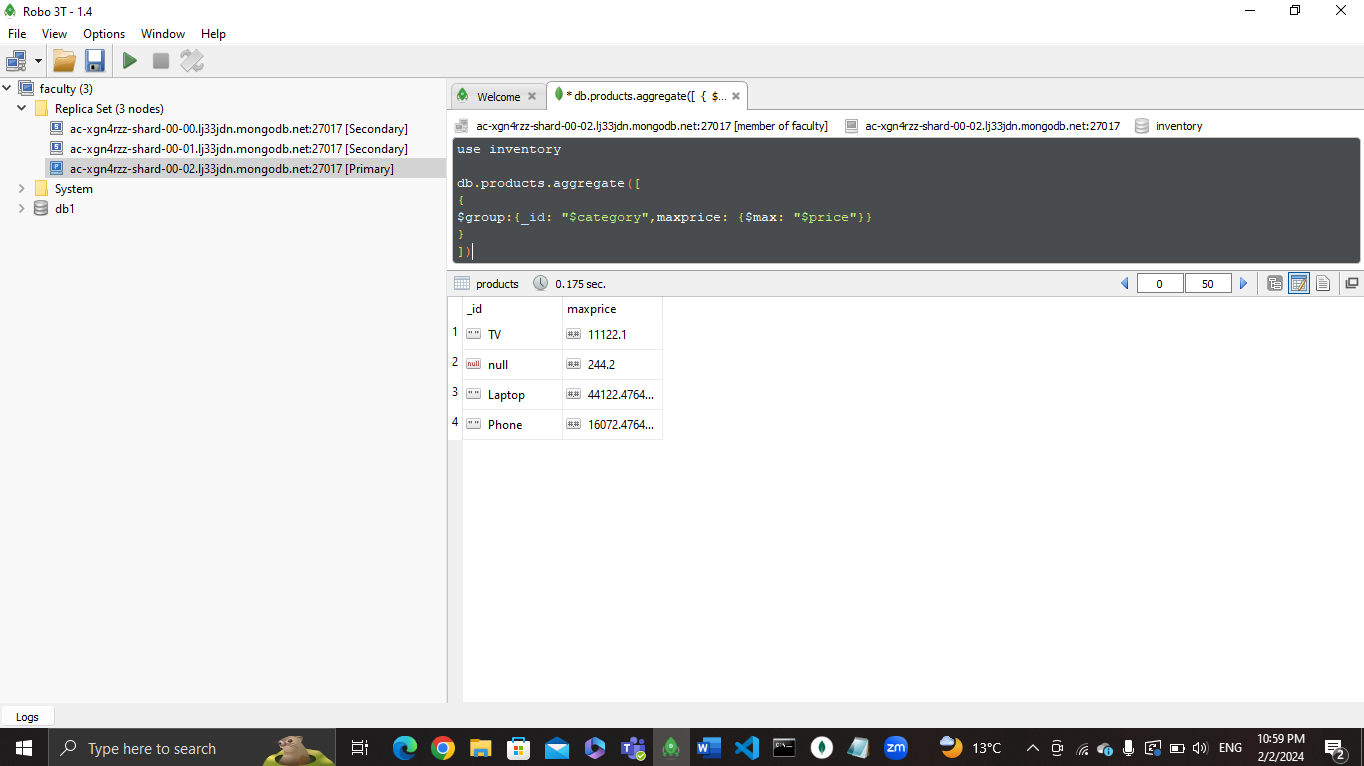 Robo 3T - 1.4
File View Options Window Help
faculty (3)
Replica Set (3 nodes)
ac-xgn4rzz-shard-00-00.lj33jdn.mongodb.net:27017 [Secondary]
ac-xgn4rzz-shard-00-01.lj33jdn.mongodb.net:27017 [Secondary]
ac-xgn4rzz-shard-00-02.lj33jdn.mongodb.net:27017 [Primary]
System
db1
Welcome * db.products.aggregate([ { $...
ac-xgn4rzz-shard-00-02.lj33jdn.mongodb.net:27017 [member of faculty] ac-xgn4rzz-shard-00-02.lj33jdn.mongodb.net:27017 inventory
use inventory
db.products.aggregate([
{
$group:{_id: "$category",maxprice: {$max: "$price"}}
}
])
products 0.175 sec. 0 50
_id maxprice
1 "" TV #.# 11122.1
2 null null #.# 244.2
3 "" Laptop #.# 44122.4764...
4 "" Phone #.# 16072.4764...
Logs
Type here to search zm 13°C ENG 10:59 PM
2/2/2024 2